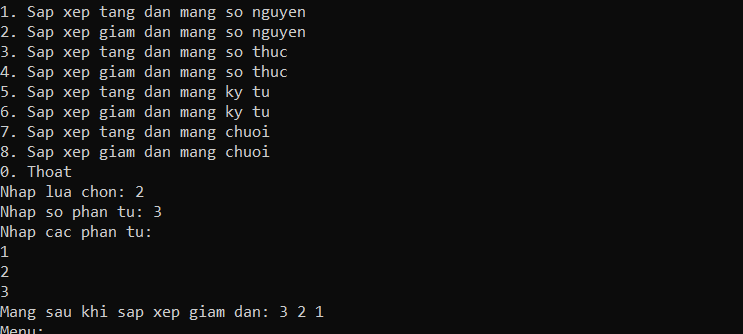 1. Sap xep tang dan mang so nguyen
2. Sap xep giam dan mang so nguyen
3. Sap xep tang dan mang so thuc
4. Sap xep giam dan mang so thuc
5. Sap xep tang dan mang ky tu
6. Sap xep giam dan mang ky tu
7. Sap xep tang dan mang chuoi
8. Sap xep giam dan mang chuoi
0. Thoat
Nhap lua chon: 2
Nhap so phan tu: 3
Nhap cac phan tu:
1
2
3
Mang sau khi sap xep giam dan: 3 2 1
Menu: